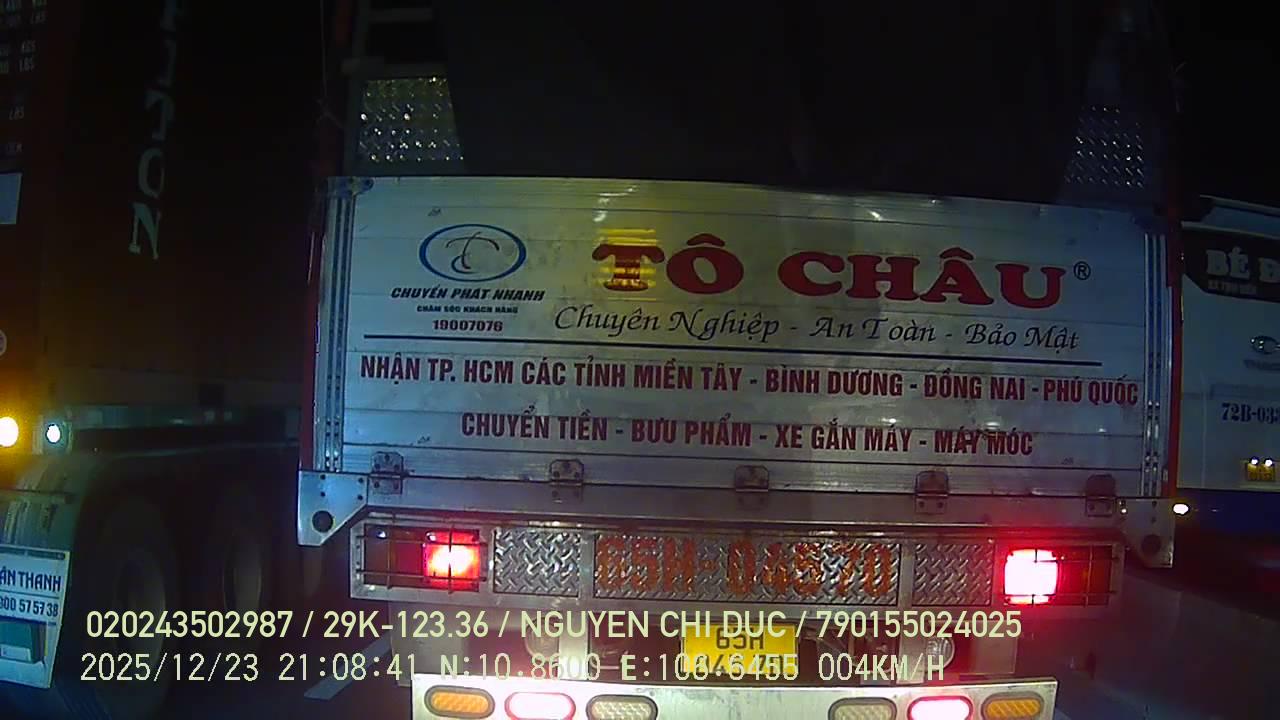 TÔ CHÂU®
CHUYỂN PHÁT NHANH
CHĂM SÓC KHÁCH HÀNG
19007076
Chuyên Nghiệp - An Toàn - Bảo Mật
NHẬN TP. HCM CÁC TỈNH MIỀN TÂY - BÌNH DƯƠNG - ĐỒNG NAI - PHÚ QUỐC
CHUYỂN TIỀN - BƯU PHẨM - XE GẮN MÁY - MÁY MÓC
65H-04570
65H
BÉ
72B-03
ÂN THANH
575738
020243502987 / 29K-123.36 / NGUYEN CHI DUC / 790155024025
2025/12/23 21:08:41 N:10.8600 E:106.6455 004KM/H